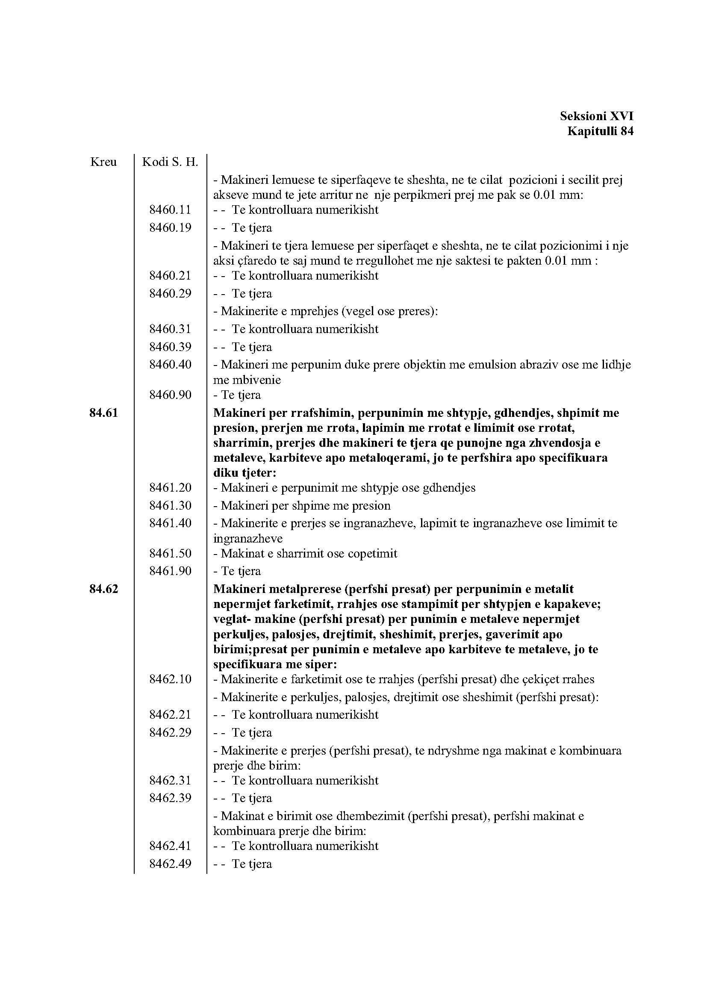 Seksioni XVI
Kapitulli 84
Kreu Kodi S. H.
- Makineri lemuese te siperfaqeve te sheshta, ne te cilat pozicioni i secilit prej
akseve mund te jete arritur ne nje perpikmeri prej me pak se 0.01 mm:
8460.11 - - Te kontrolluara numerikisht
8460.19 - - Te tjera
- Makineri te tjera lemuese per siperfaqet e sheshta, ne te cilat pozicionimi i nje
aksi çfaredo te saj mund te rregullohet me nje saktesi te pakten 0.01 mm :
8460.21 - - Te kontrolluara numerikisht
8460.29 - - Te tjera
- Makinerite e mprehjes (vegel ose preres):
8460.31 - - Te kontrolluara numerikisht
8460.39 - - Te tjera
8460.40 - Makineri me perpunim duke prere objektin me emulsion abraziv ose me lidhje
me mbivenie
8460.90 - Te tjera
84.61 Makineri per rrafshimin, perpunimin me shtypje, gdhendjes, shpimit me
presion, prerjen me rrota, lapimin me rrotat e limimit ose rrotat,
sharrimin, prerjes dhe makineri te tjera qe punojne nga zhvendosja e
metaleve, karbiteve apo metaloqerami, jo te perfshira apo specifikuara
diku tjeter:
8461.20 - Makineri e perpunimit me shtypje ose gdhendjes
8461.30 - Makineri per shpime me presion
8461.40 - Makinerite e prerjes se ingranazheve, lapimit te ingranazheve ose limimit te
ingranazheve
8461.50 - Makinat e sharrimit ose copetimit
8461.90 - Te tjera
84.62 Makineri metalprerese (perfshi presat) per perpunimin e metalit
nepermjet farketimit, rrahjes ose stampimit per shtypjen e kapakeve;
veglat- makine (perfshi presat) per punimin e metaleve nepermjet
perkuljes, palosjes, drejtimit, sheshimit, prerjes, gaverimit apo
birimi;presat per punimin e metaleve apo karbiteve te metaleve, jo te
specifikuara me siper:
8462.10 - Makinerite e farketimit ose te rrahjes (perfshi presat) dhe çekiçet rrahes
- Makinerite e perkuljes, palosjes, drejtimit ose sheshimit (perfshi presat):
8462.21 - - Te kontrolluara numerikisht
8462.29 - - Te tjera
- Makinerite e prerjes (perfshi presat), te ndryshme nga makinat e kombinuara
prerje dhe birim:
8462.31 - - Te kontrolluara numerikisht
8462.39 - - Te tjera
- Makinat e birimit ose dhembezimit (perfshi presat), perfshi makinat e
kombinuara prerje dhe birim:
8462.41 - - Te kontrolluara numerikisht
8462.49 - - Te tjera